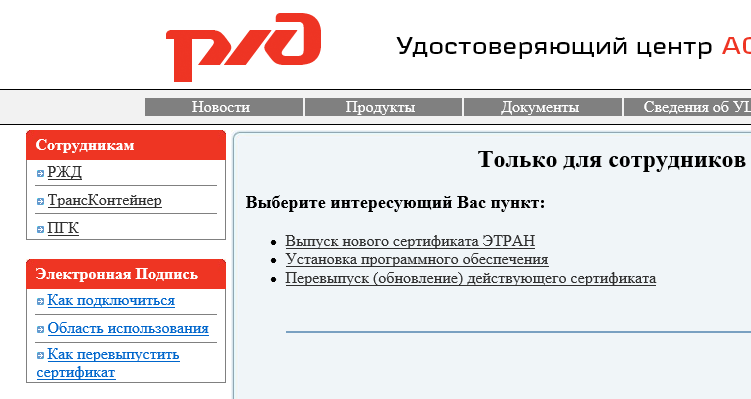 ржд
Удостоверяющий центр
Новости
Продукты
Документы
Сведения об УЦ
Сотрудникам
РЖД
ТрансКонтейнер
ПГК
Электронная Подпись
Как подключиться
Область использования
Как перевыпустить
сертификат
Только для сотрудников
Выберите интересующий Вас пункт:
Выпуск нового сертификата ЭТРАН
Установка программного обеспечения
Перевыпуск (обновление) действующего сертификата